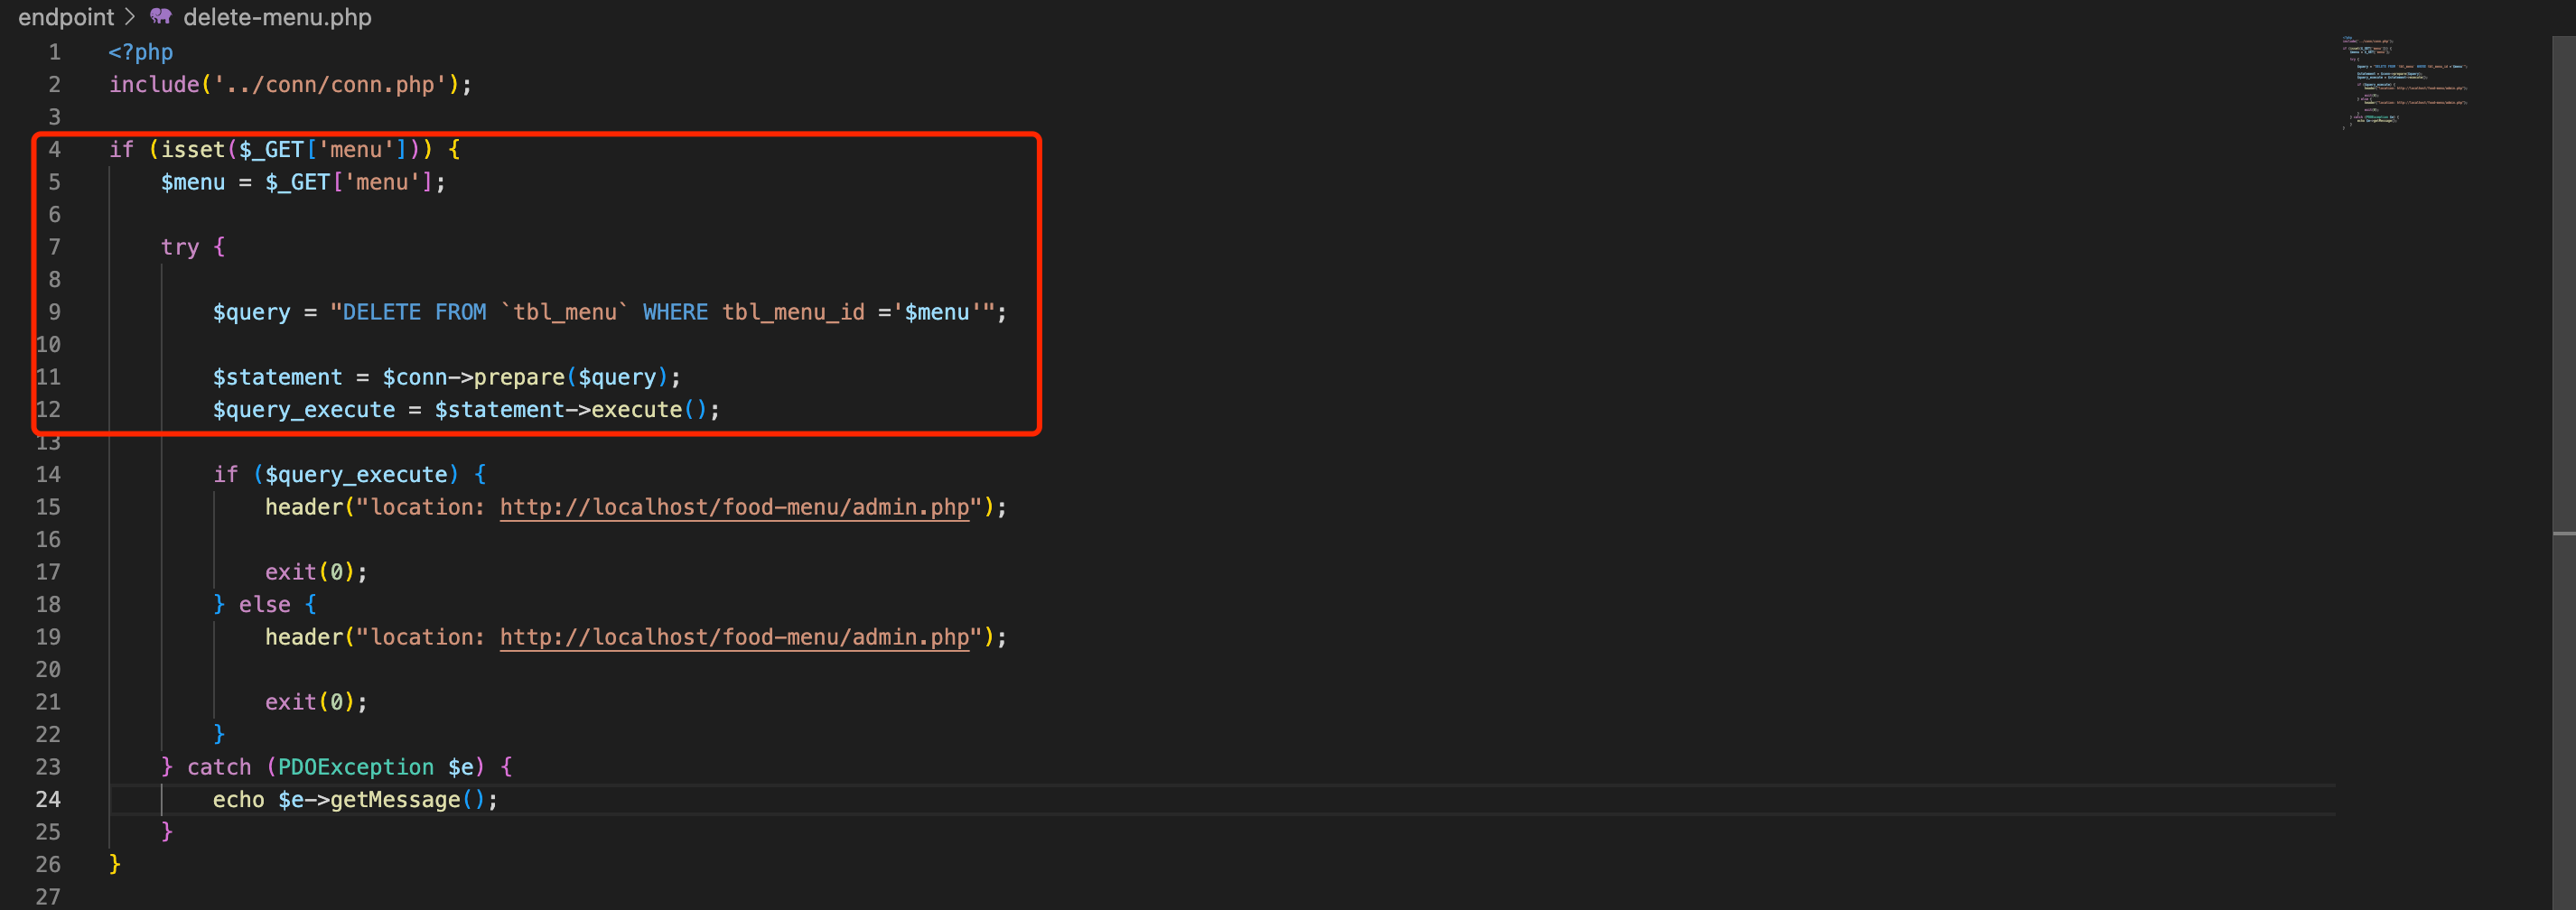 endpoint > delete-menu.php
1 <?php
2 include('../conn/conn.php');
3
4 if (isset($_GET['menu'])) {
5 $menu = $_GET['menu'];
6
7 try {
8
9 $query = "DELETE FROM `tbl_menu` WHERE tbl_menu_id ='$menu'";
10
11 $statement = $conn->prepare($query);
12 $query_execute = $statement->execute();
13
14 if ($query_execute) {
15 header("location: http://localhost/food-menu/admin.php");
16
17 exit(0);
18 } else {
19 header("location: http://localhost/food-menu/admin.php");
20
21 exit(0);
22 }
23 } catch (PDOException $e) {
24 echo $e->getMessage();
25 }
26 }
27